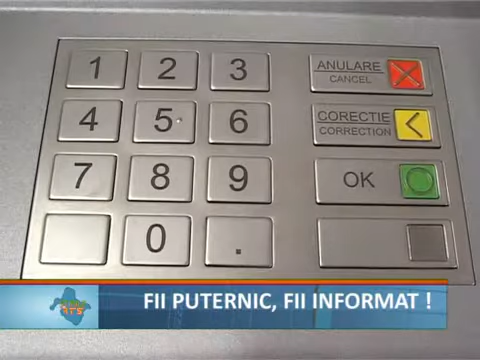 1 2 3 ANULARE
CANCEL
4 5 6 CORECTIE
CORRECTION
7 8 9 OK
0 .
FII PUTERNIC, FII INFORMAT !